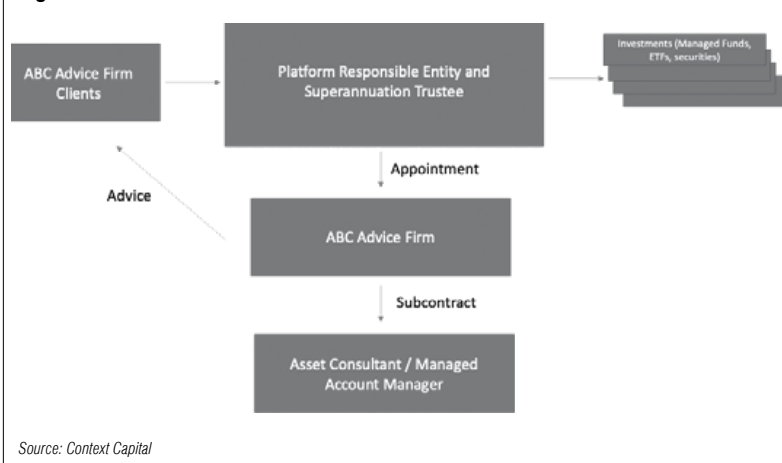 ABC Advice Firm
Clients
Platform Responsible Entity and
Superannuation Trustee
Investments (Managed Funds,
ETFs, securities)
Appointment
Advice
ABC Advice Firm
Subcontract
Asset Consultant / Managed
Account Manager
Source: Context Capital